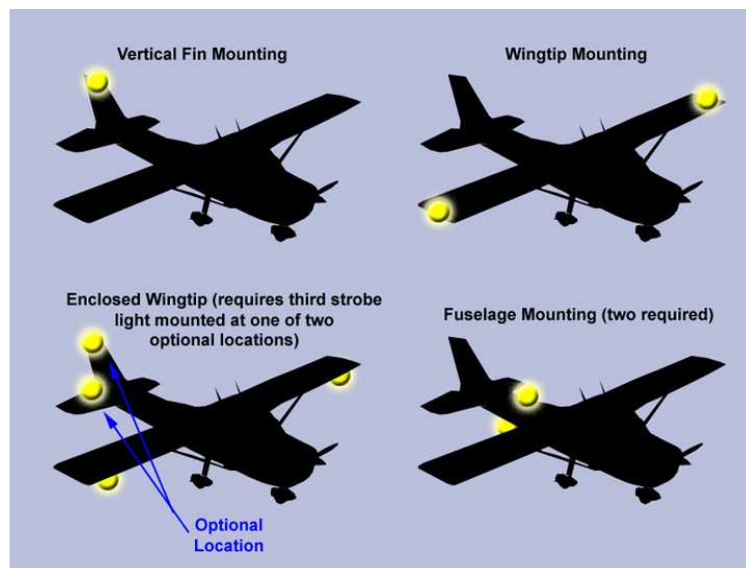 Vertical Fin Mounting
Wingtip Mounting
Enclosed Wingtip (requires third strobe
light mounted at one of two
optional locations)
Fuselage Mounting (two required)
Optional
Location